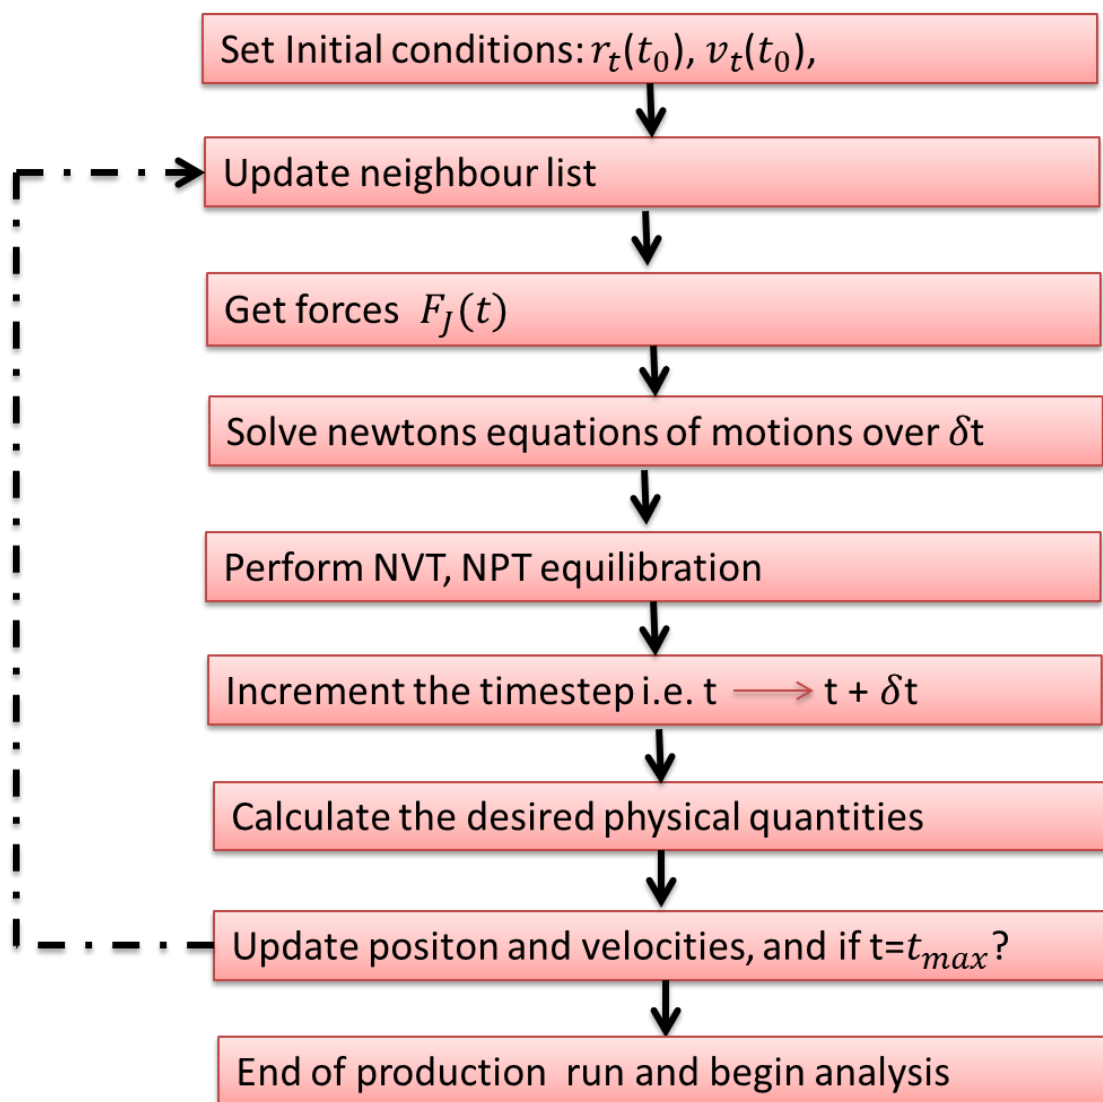 Set Initial conditions: r_t(t_0), v_t(t_0),
Update neighbour list
Get forces F_J(t)
Solve newtons equations of motions over δt
Perform NVT, NPT equilibration
Increment the timestep i.e. t ⟶ t + δt
Calculate the desired physical quantities
Update positon and velocities, and if t=t_max?
End of production run and begin analysis